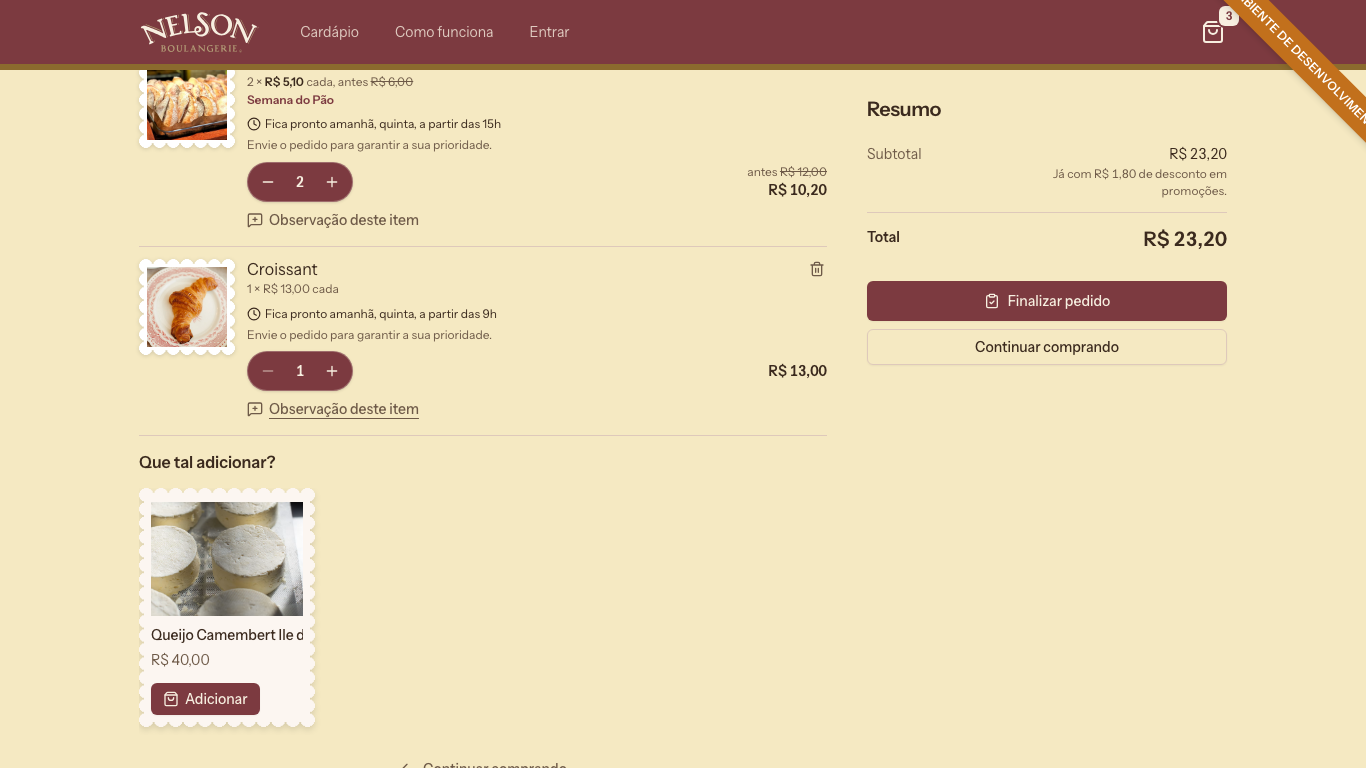 NELSON
BOULANGERIE.
Cardápio
Como funciona
Entrar
3
BIENTE DE DESENVOLVIMEN
2 × R$ 5,10 cada, antes R$ 6,00
Semana do Pão
Fica pronto amanhã, quinta, a partir das 15h
Envie o pedido para garantir a sua prioridade.
2
antes R$ 12,00
R$ 10,20
Observação deste item
Croissant
1 × R$ 13,00 cada
Fica pronto amanhã, quinta, a partir das 9h
Envie o pedido para garantir a sua prioridade.
1
R$ 13,00
Observação deste item
Que tal adicionar?
Queijo Camembert Ile d
R$ 40,00
Adicionar
Continuar comprando
Resumo
Subtotal
R$ 23,20
Já com R$ 1,80 de desconto em
promoções.
Total
R$ 23,20
Finalizar pedido
Continuar comprando